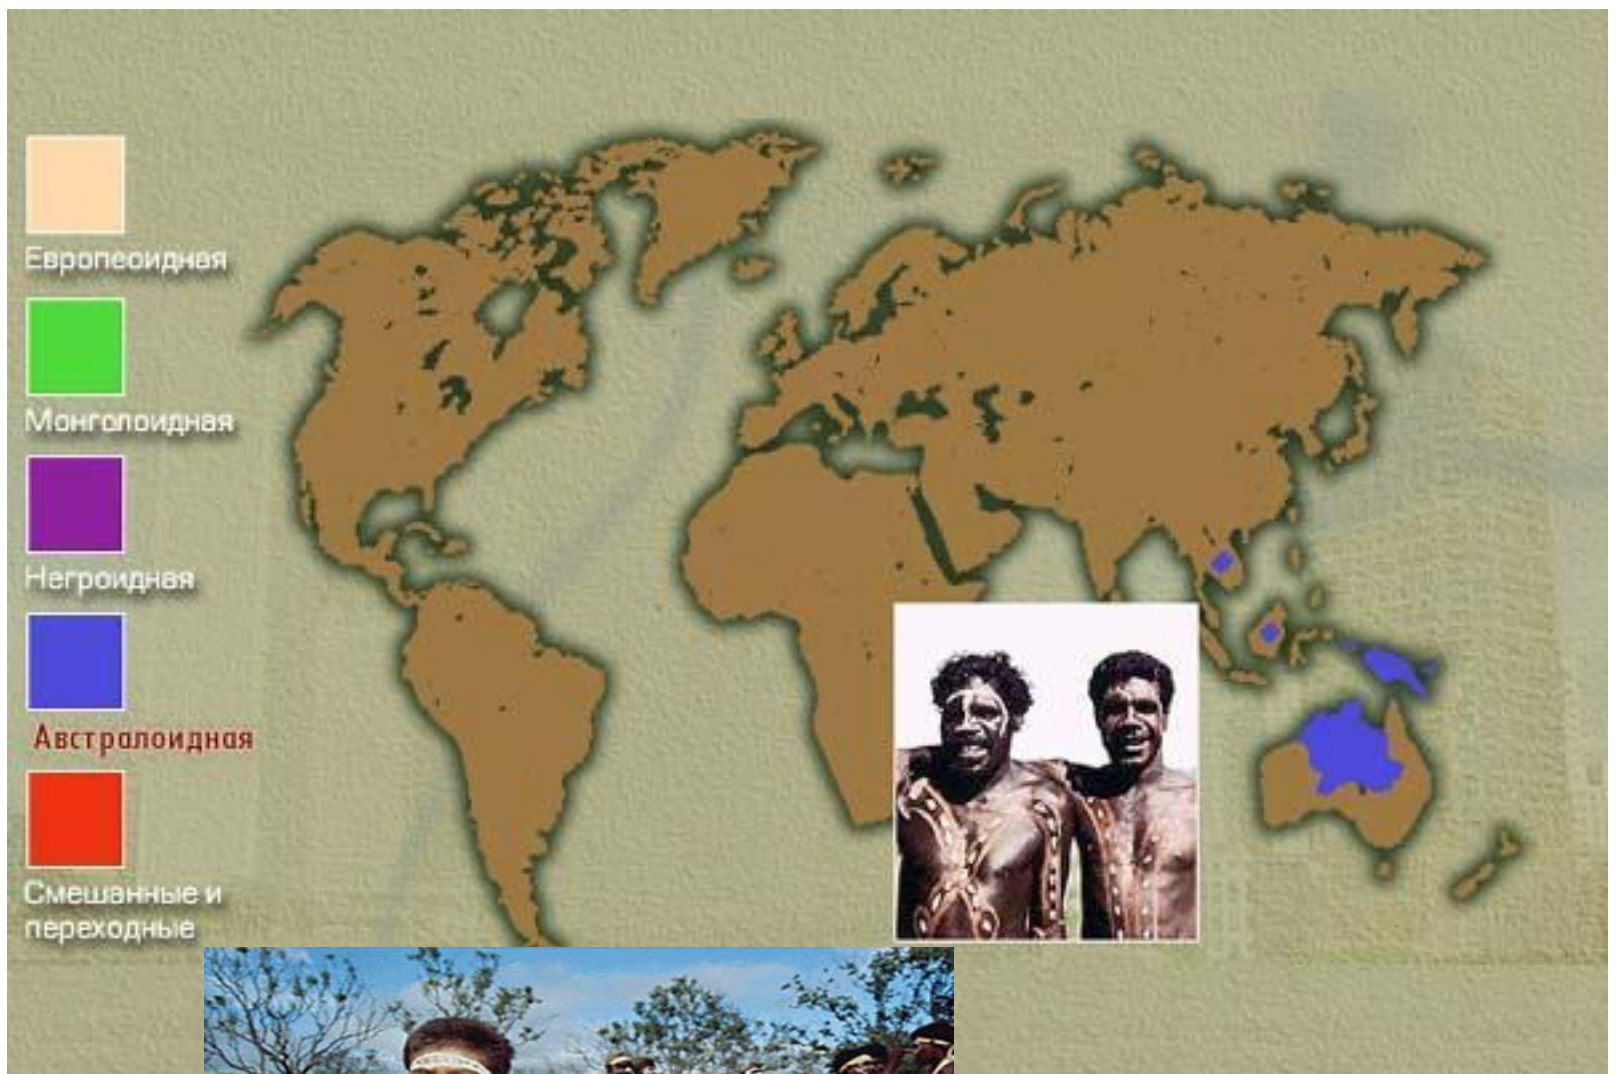 Европеоидная
Монголоидная
Негроидная
Австралоидная
Смешанные и
переходные